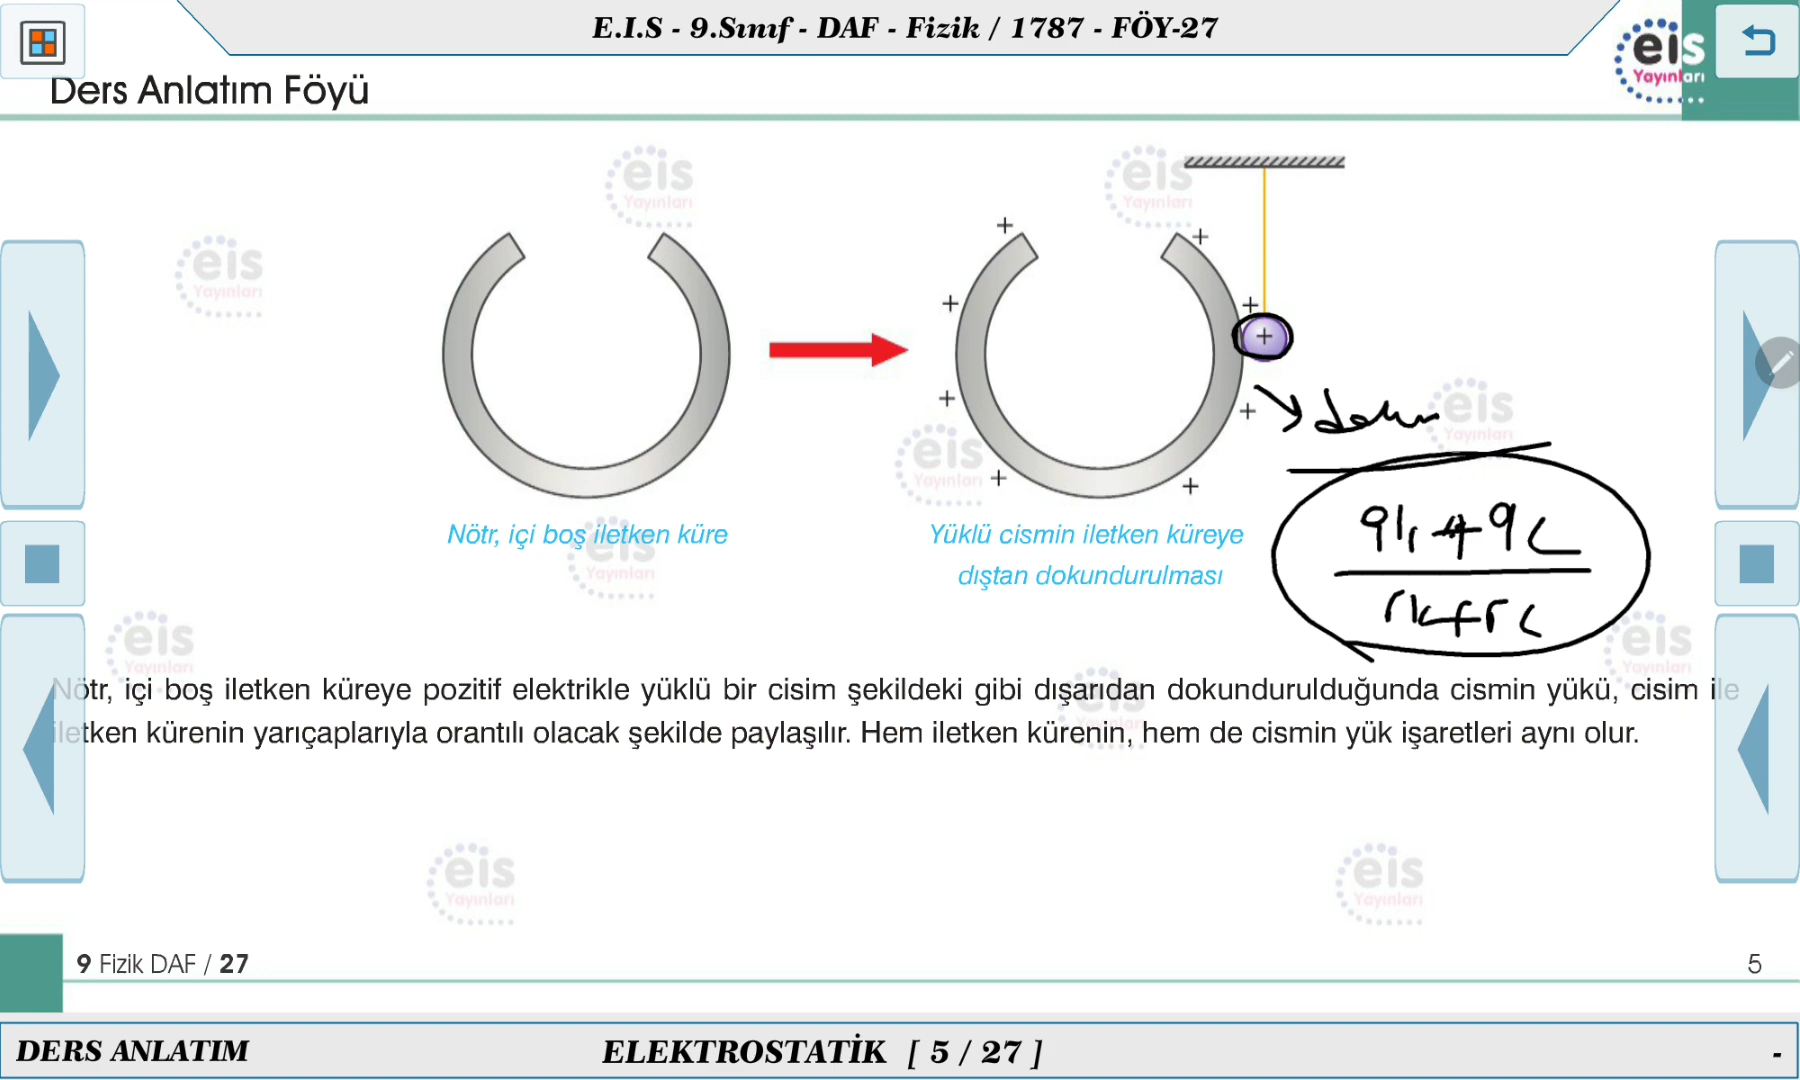 E.I.S - 9.Sınıf - DAF - Fizik / 1787 - FÖY-27
eis
Yayınları
Ders Anlatım Föyü
+ + + + + + + + +
Nötr, içi boş iletken küre
Yüklü cismin iletken küreye
dıştan dokundurulması
Nötr, içi boş iletken küreye pozitif elektrikle yüklü bir cisim şekildeki gibi dışarıdan dokundurulduğunda cismin yükü, cisim ile
iletken kürenin yarıçaplarıyla orantılı olacak şekilde paylaşılır. Hem iletken kürenin, hem de cismin yük işaretleri aynı olur.
9 Fizik DAF / 27
5
DERS ANLATIM
ELEKTROSTATİK [ 5 / 27 ]
-